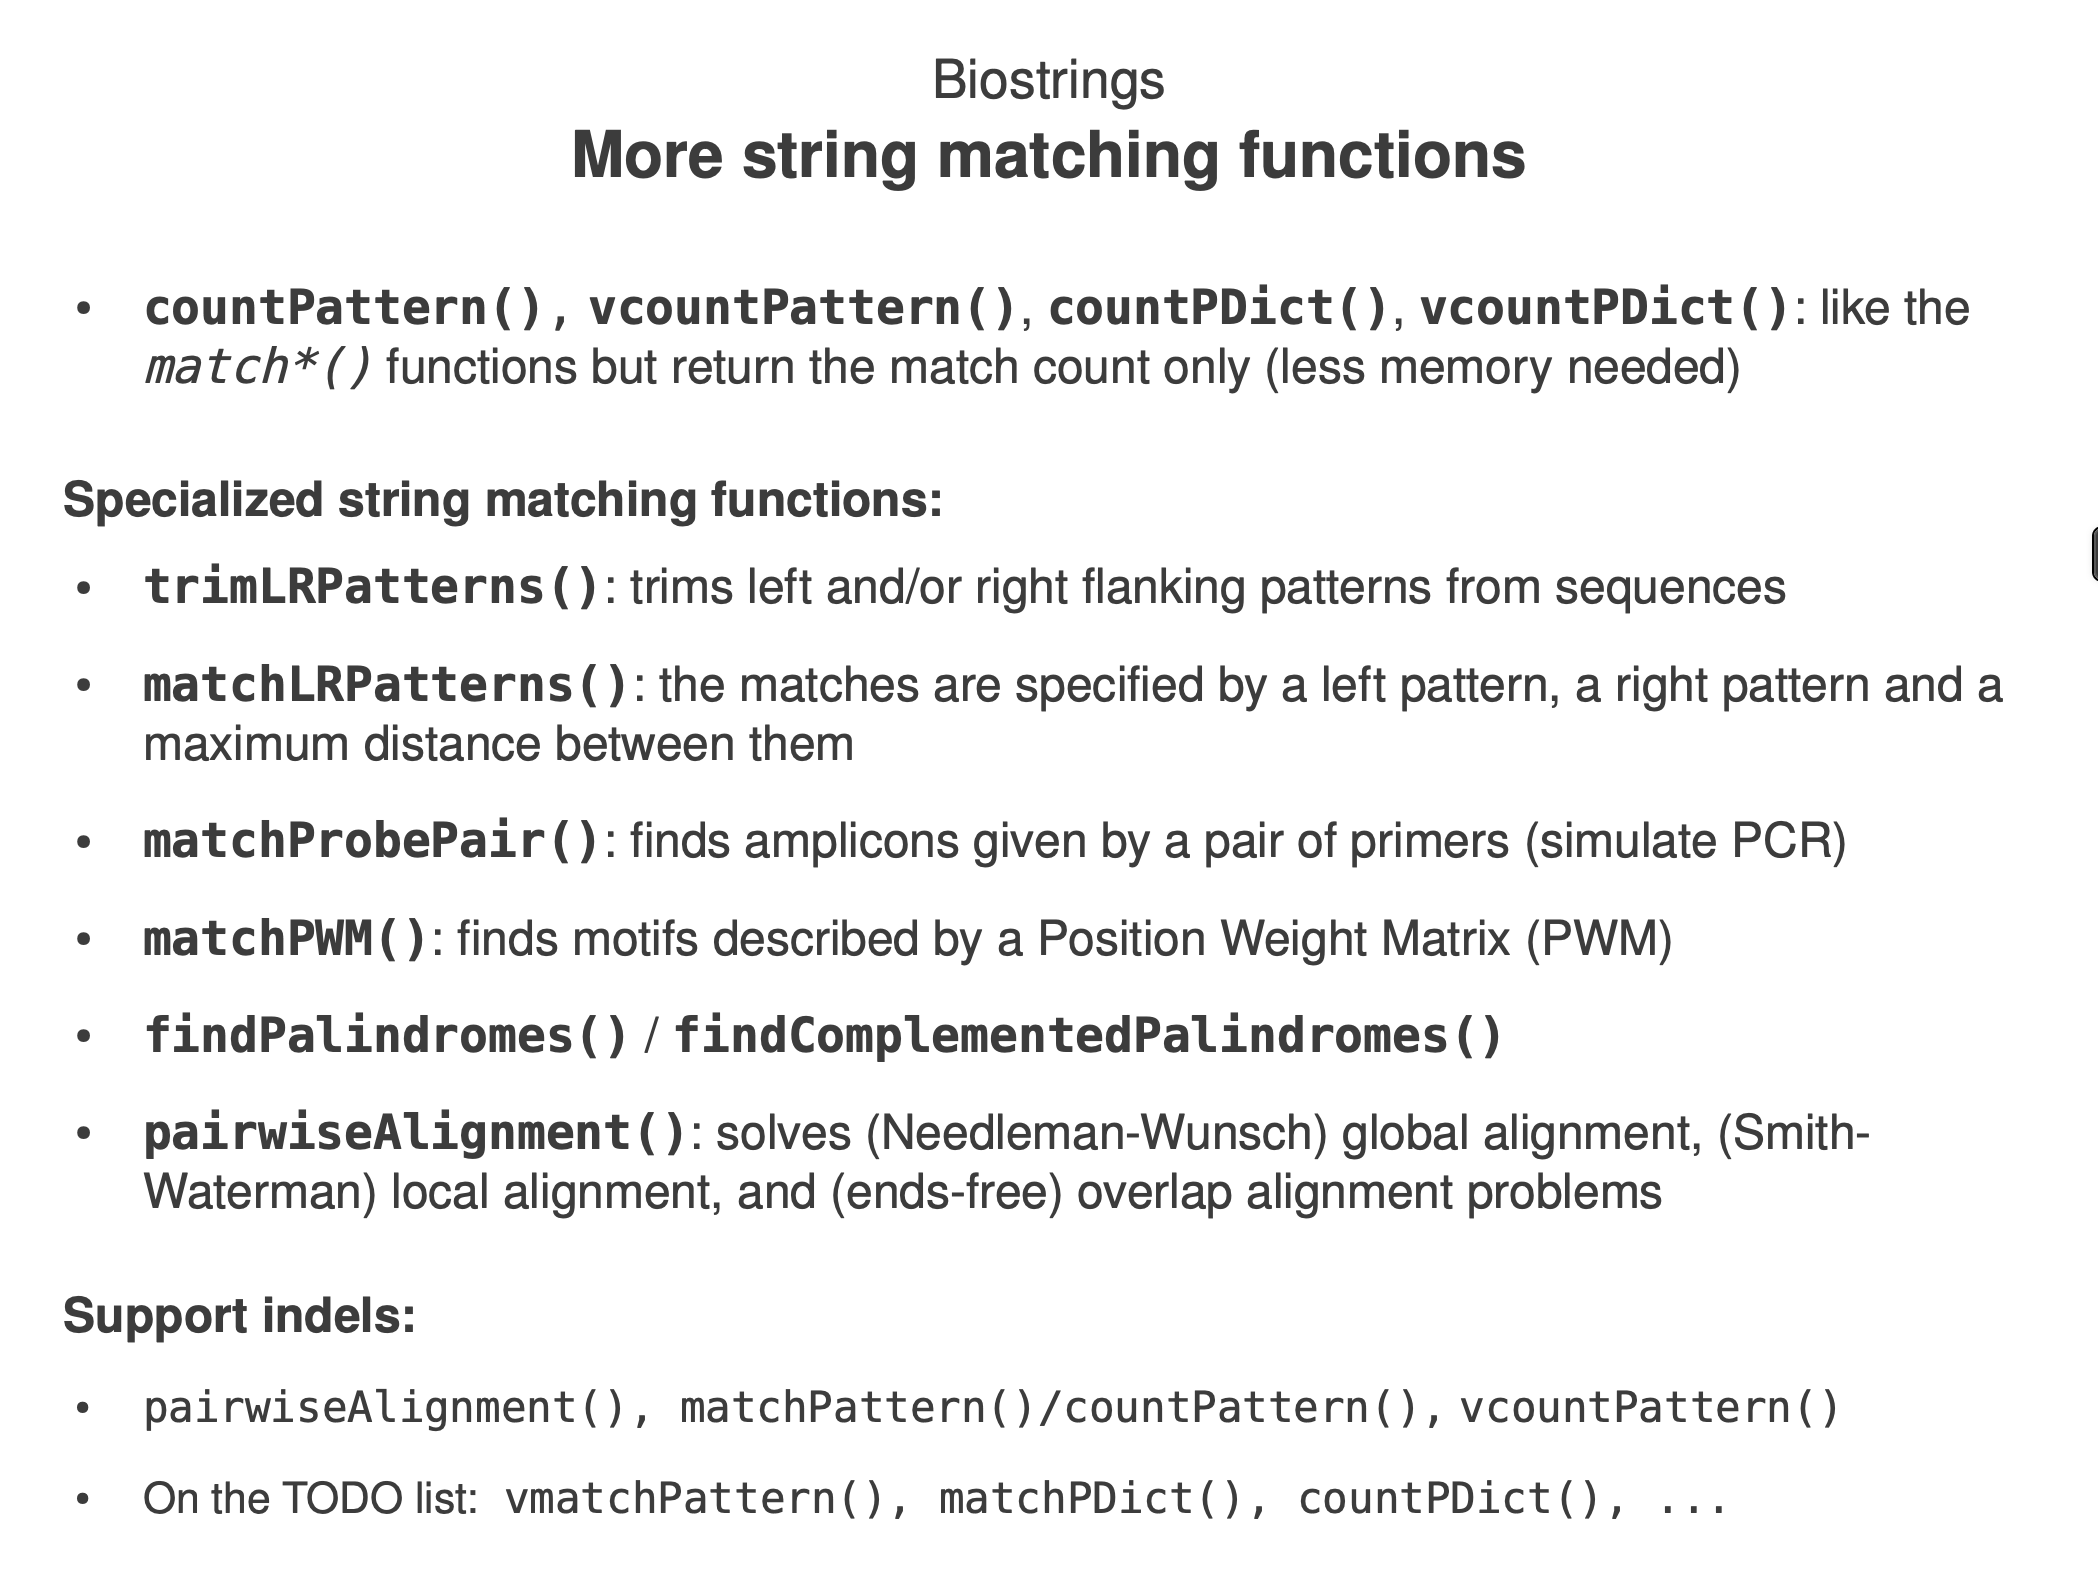 Biostrings
More string matching functions
• countPattern(), vcountPattern(), countPDict(), vcountPDict(): like the
match*() functions but return the match count only (less memory needed)
Specialized string matching functions:
• trimLRPatterns(): trims left and/or right flanking patterns from sequences
• matchLRPatterns(): the matches are specified by a left pattern, a right pattern and a
maximum distance between them
• matchProbePair(): finds amplicons given by a pair of primers (simulate PCR)
• matchPWM(): finds motifs described by a Position Weight Matrix (PWM)
• findPalindromes() / findComplementedPalindromes()
• pairwiseAlignment(): solves (Needleman-Wunsch) global alignment, (Smith-
Waterman) local alignment, and (ends-free) overlap alignment problems
Support indels:
• pairwiseAlignment(), matchPattern()/countPattern(), vcountPattern()
• On the TODO list: vmatchPattern(), matchPDict(), countPDict(), ...